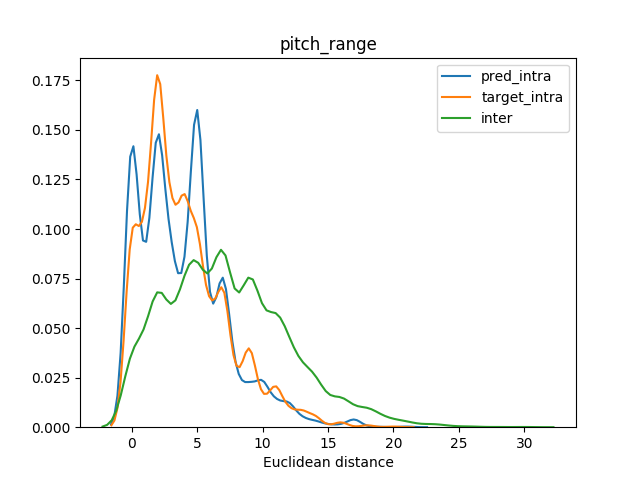 pitch_range
pred_intra
target_intra
inter
0.175
0.150
0.125
0.100
0.075
0.050
0.025
0.000
0 5 10 15 20 25 30
Euclidean distance